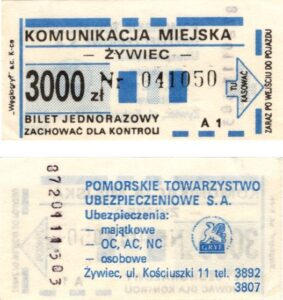 "Węglogryf" s.c. K-ce
KOMUNIKACJA MIEJSKA
– ŻYWIEC –
3000 zł Nr 041050
BILET JEDNORAZOWY
ZACHOWAĆ DLA KONTROLI
A 1
TU
KASOWAĆ
ZARAZ PO WEJŚCIU DO POJAZDU
POMORSKIE TOWARZYSTWO
UBEZPIECZENIOWE S.A.
Ubezpieczenia:
– majątkowe
– OC, AC, NC
– osobowe
GRYF
Żywiec, ul. Kościuszki 11 tel. 3892
3807